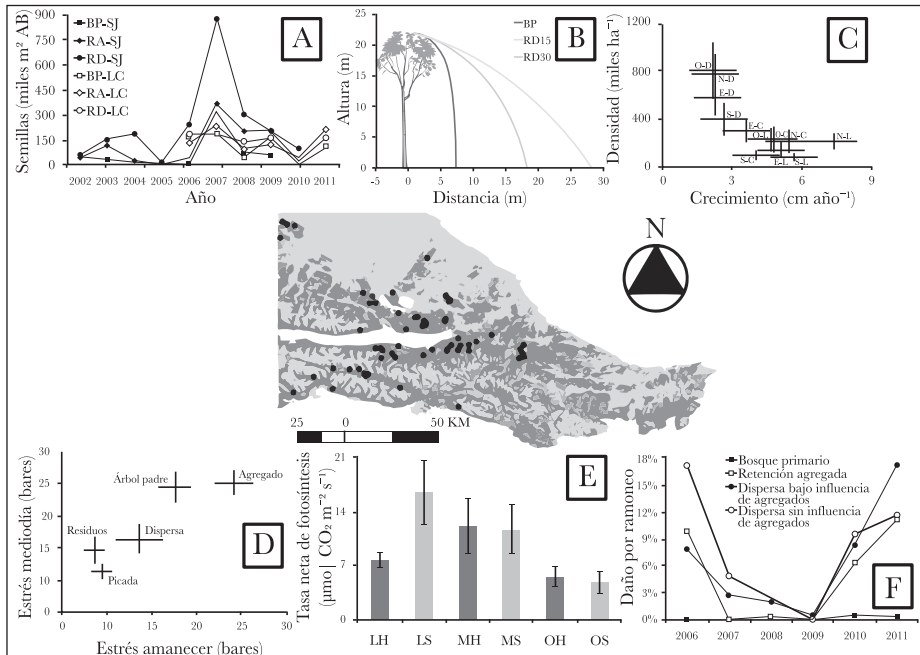 Semillas (miles m² AB)
900
750
600
450
300
150
0
BP-SJ
RA-SJ
RD-SJ
BP-LC
RA-LC
RD-LC
A
2002 2003 2004 2005 2006 2007 2008 2009 2010 2011
Año
Altura (m)
25
20
15
10
5
0
B
BP
RD15
RD30
-5 0 5 10 15 20 25 30
Distancia (m)
Densidad (miles ha⁻¹)
1200
800
400
0
C
O-D
N-D
E-D
S-D
E-C
O-L
O-C
N-C
N-L
S-C
E-L
S-L
0 3 6 9
Crecimiento (cm año⁻¹)
N
25 0 50 KM
Estrés mediodía (bares)
30
25
20
15
10
5
0
Árbol padre
Agregado
Residuos
Dispersa
Picada
D
0 5 10 15 20 25 30
Estrés amanecer (bares)
Tasa neta de fotosíntesis
(µmol CO₂ m⁻² s⁻¹)
21
14
7
0
E
LH LS MH MS OH OS
Daño por ramoneo
18%
15%
12%
9%
6%
3%
0%
Bosque primario
Retención agregada
Dispersa bajo influencia
de agregados
Dispersa sin influencia
de agregados
F
2006 2007 2008 2009 2010 2011